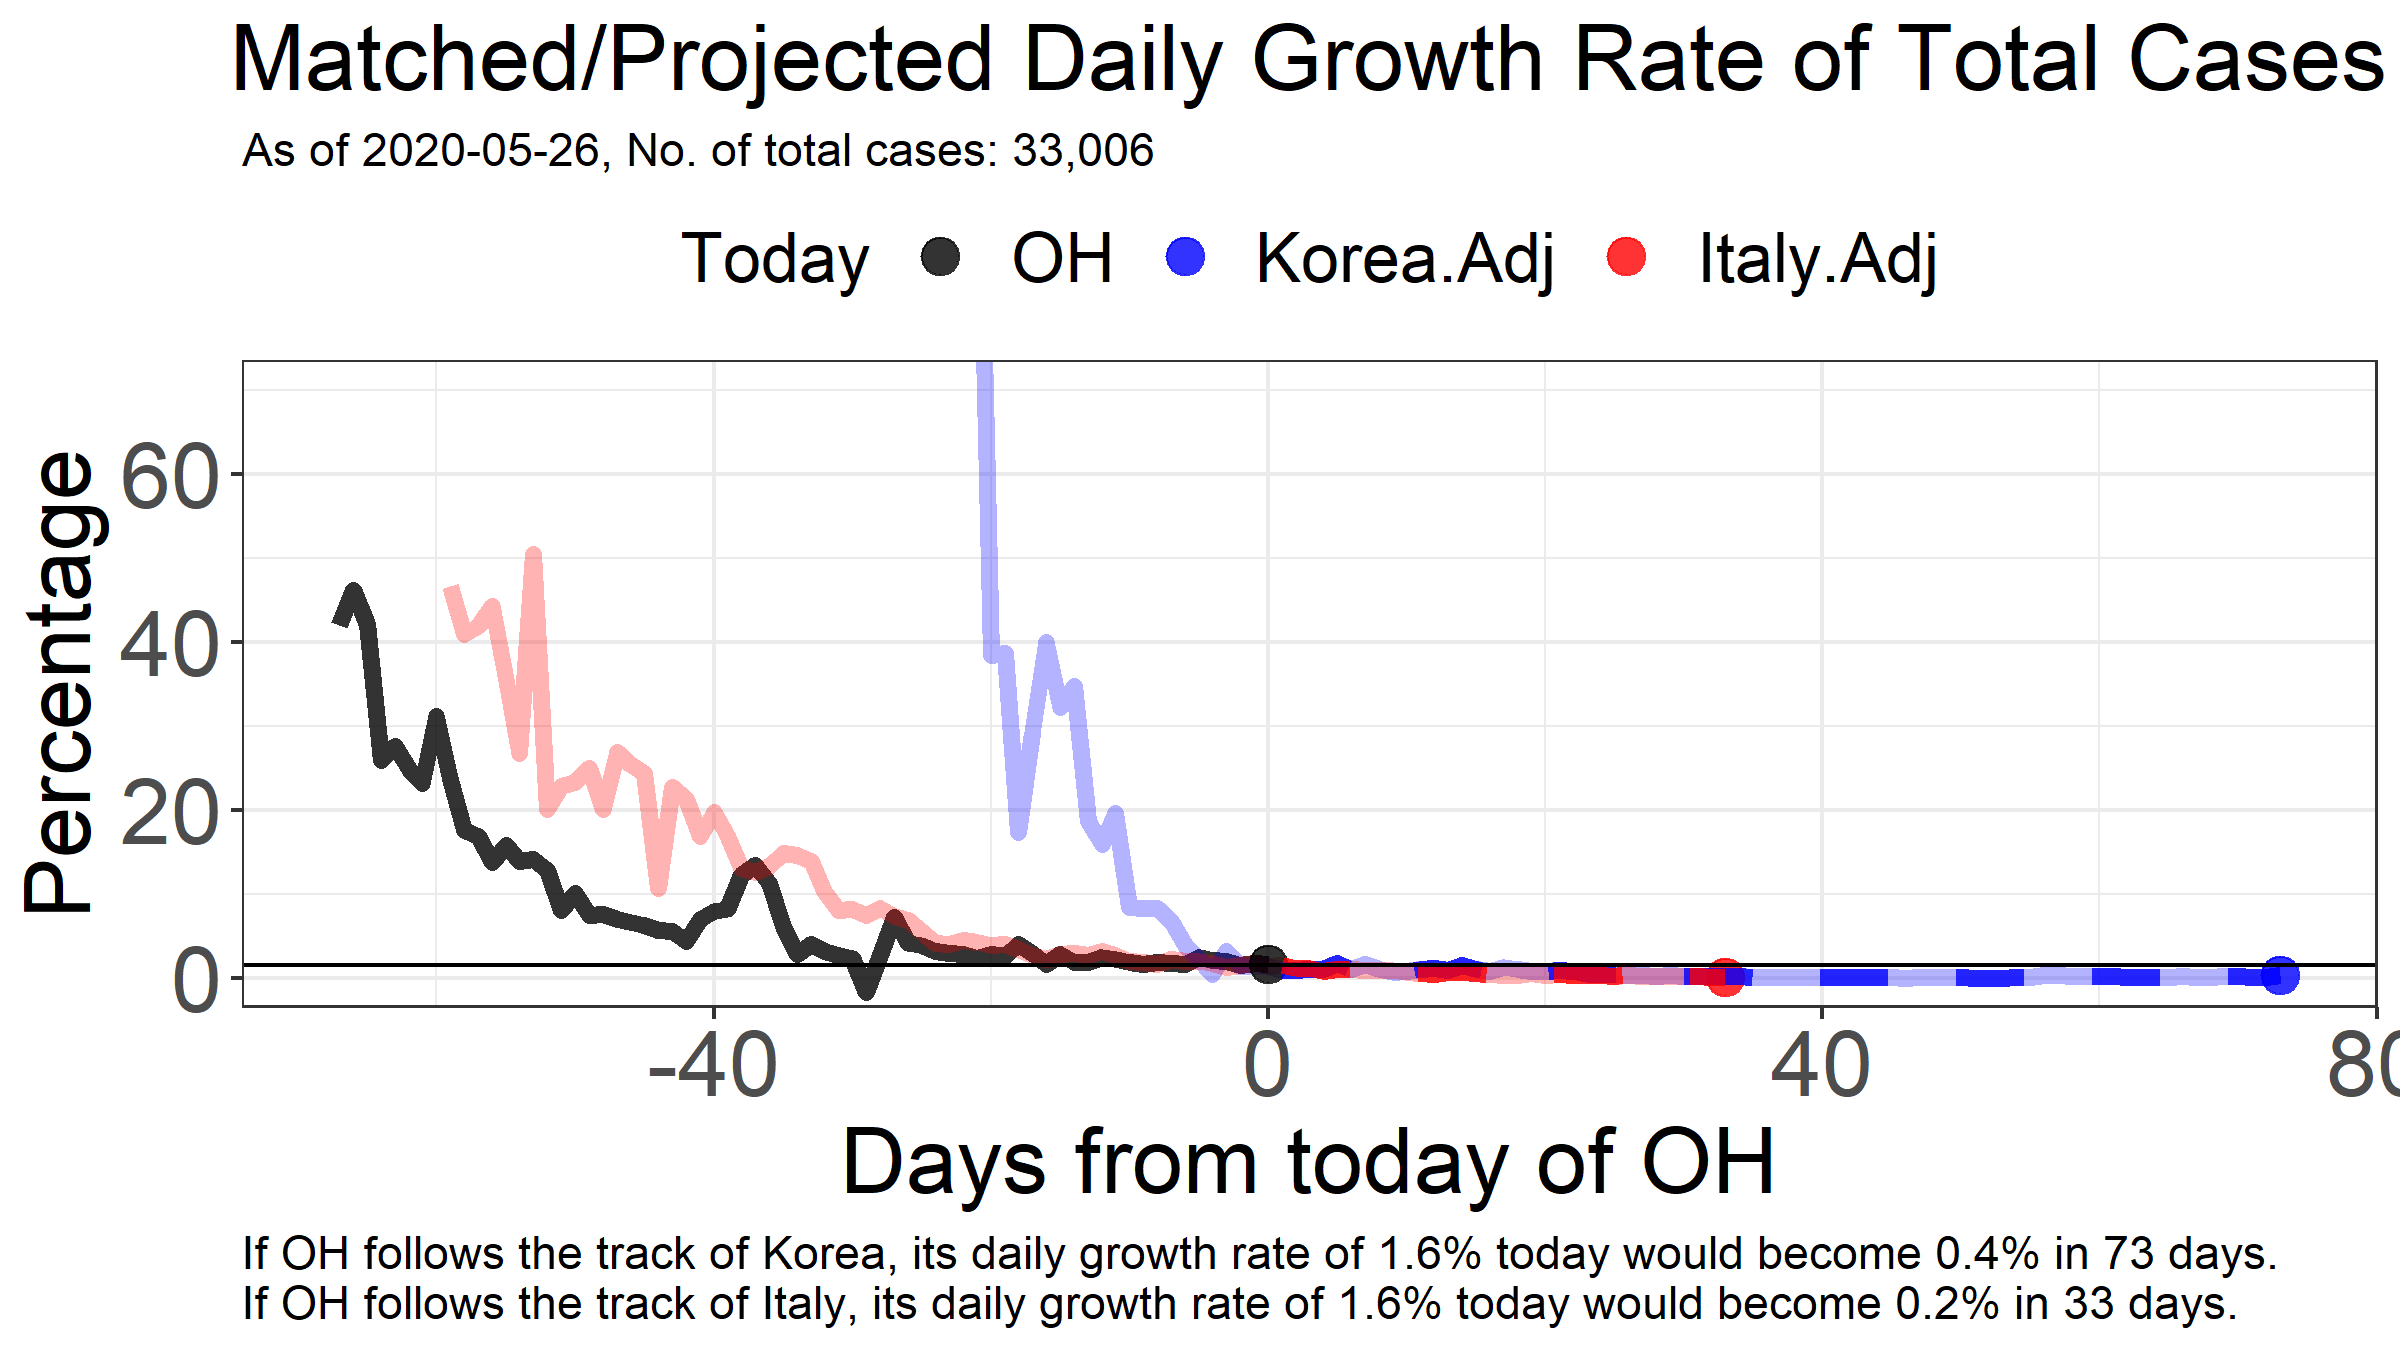 Matched/Projected Daily Growth Rate of Total Cases
As of 2020-05-26, No. of total cases: 33,006
Today OH Korea.Adj Italy.Adj
Percentage
60
40
20
0
-40 0 40 80
Days from today of OH
If OH follows the track of Korea, its daily growth rate of 1.6% today would become 0.4% in 73 days.
If OH follows the track of Italy, its daily growth rate of 1.6% today would become 0.2% in 33 days.